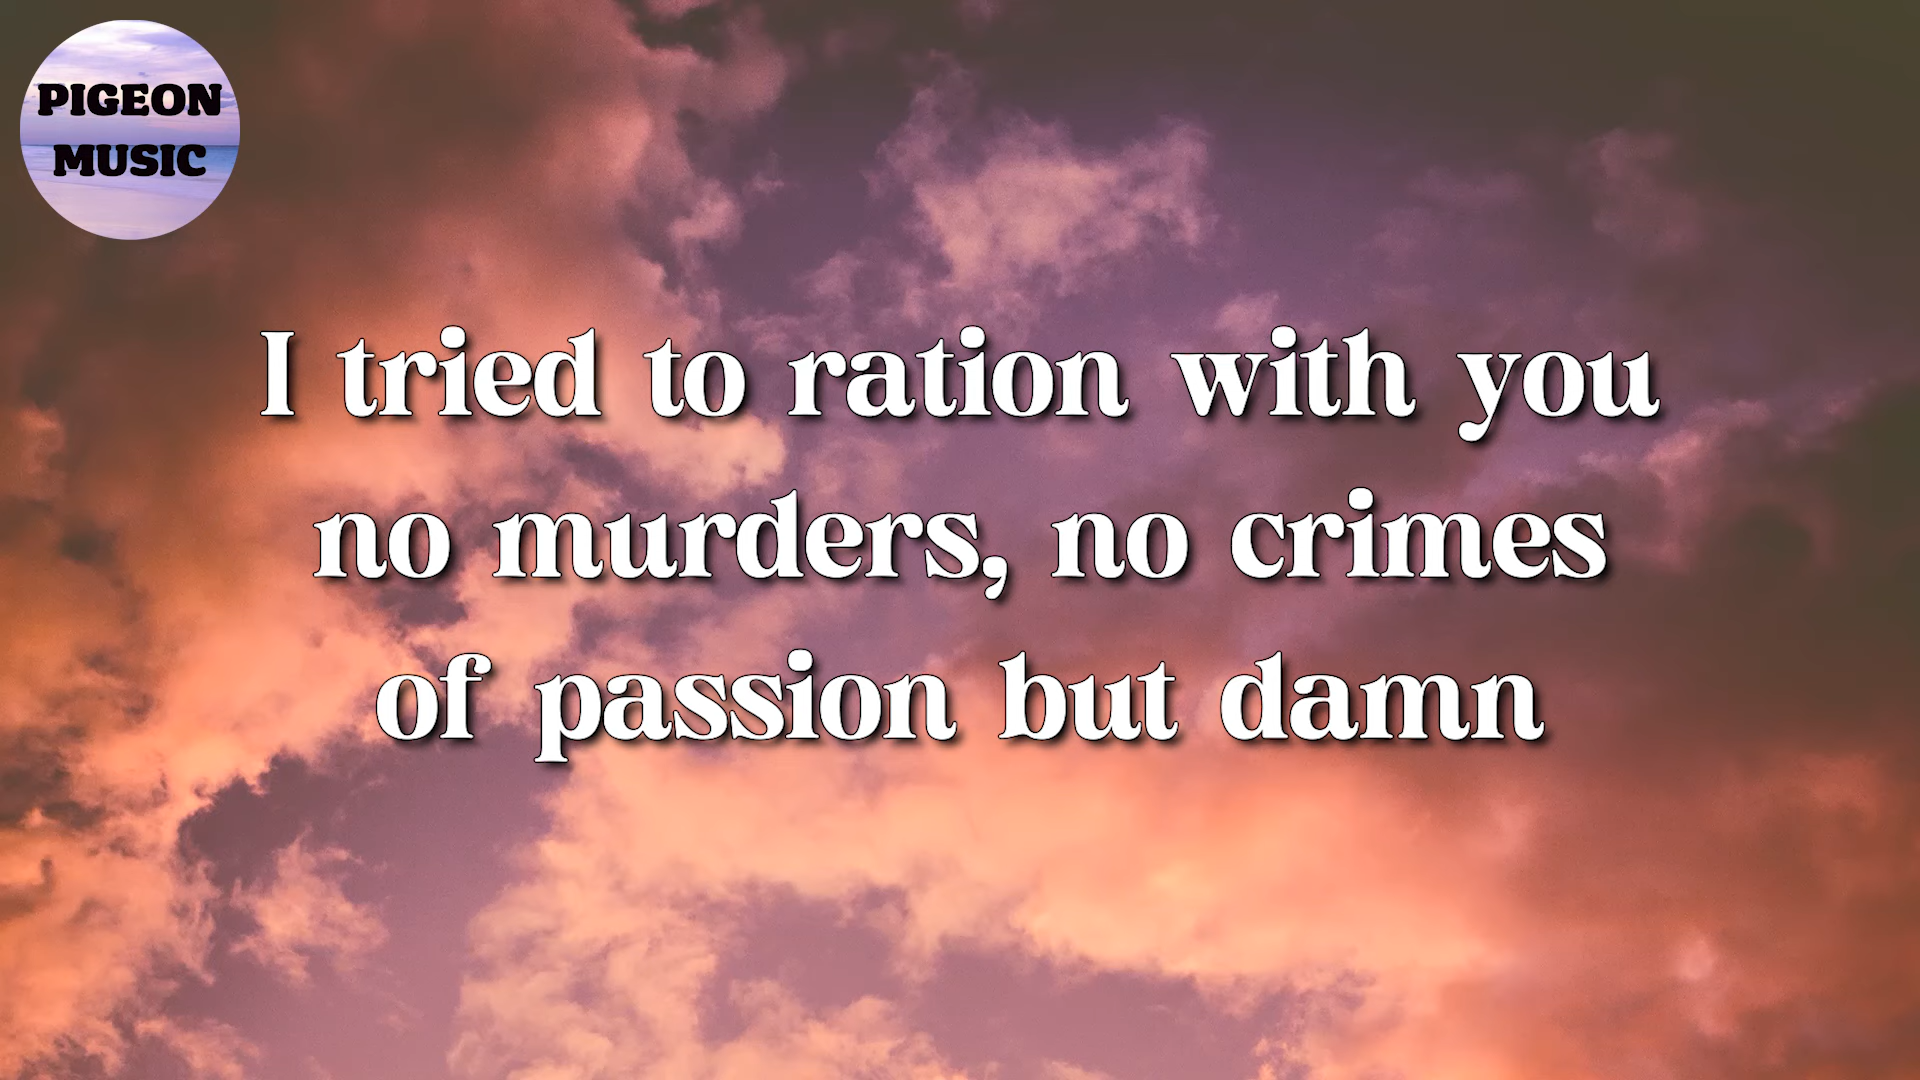 PIGEON
MUSIC
I tried to ration with you
no murders, no crimes
of passion but damn